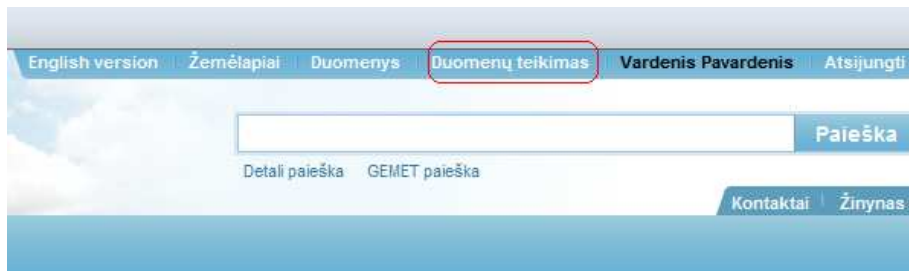 English version Žemėlapiai Duomenys Duomenų teikimas Vardenis Pavardenis Atsijungti
Paieška
Detali paieška GEMET paieška
Kontaktai Žinynas